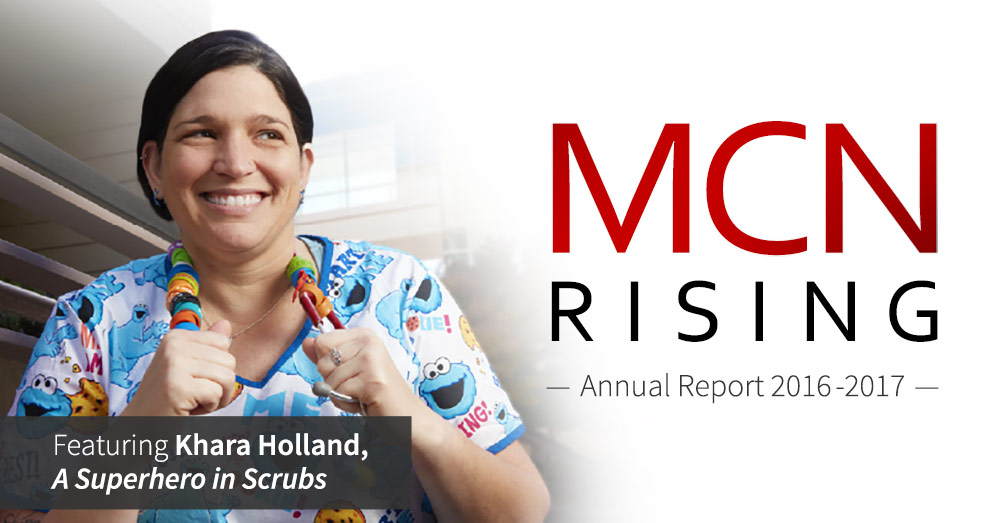 MCN
RISING
— Annual Report 2016-2017 —
Featuring Khara Holland,
A Superhero in Scrubs